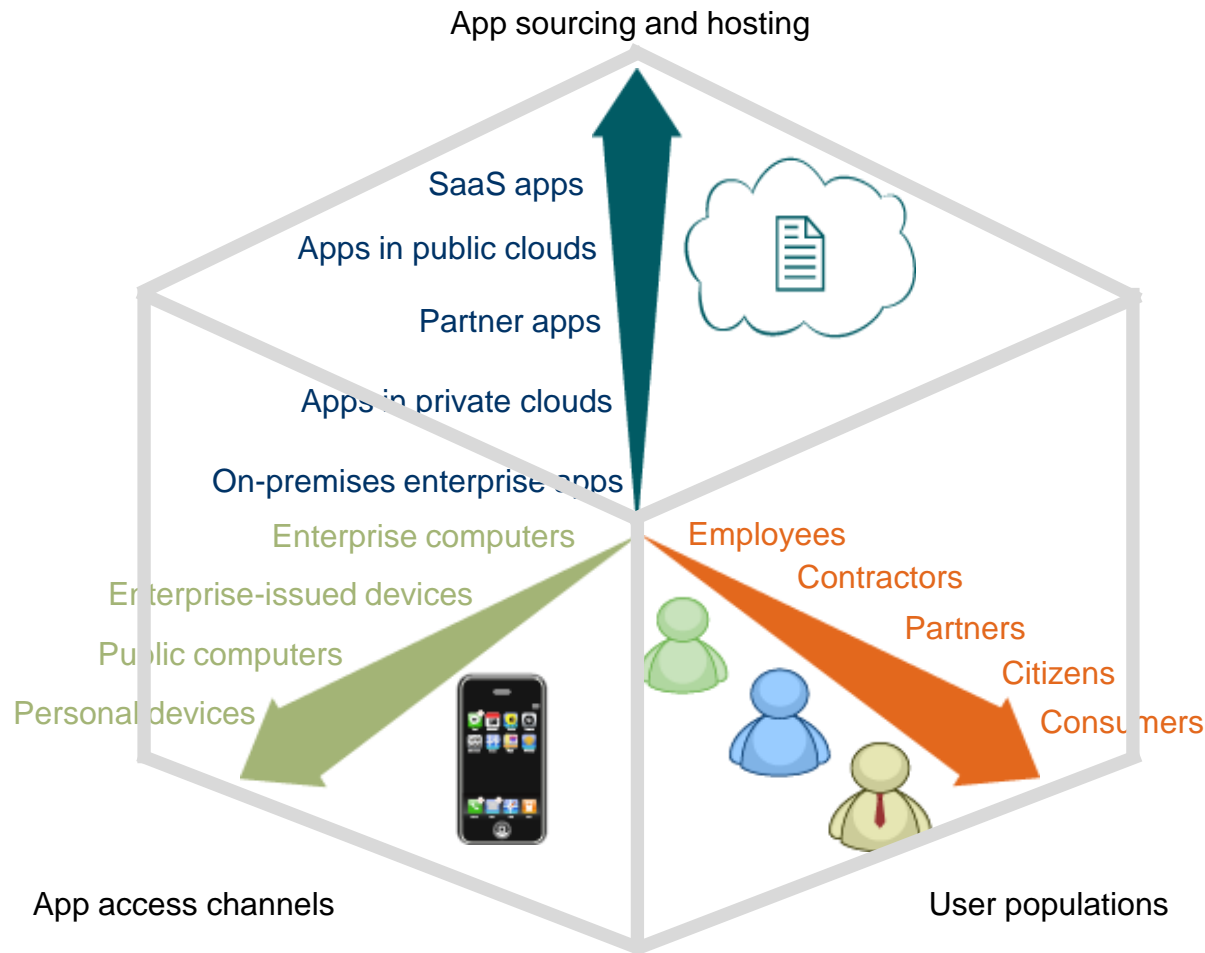 App sourcing and hosting
SaaS apps
Apps in public clouds
Partner apps
Apps in private clouds
On-premises enterprise apps
Enterprise computers
Enterprise-issued devices
Public computers
Personal devices
Employees
Contractors
Partners
Citizens
Consumers
App access channels
User populations